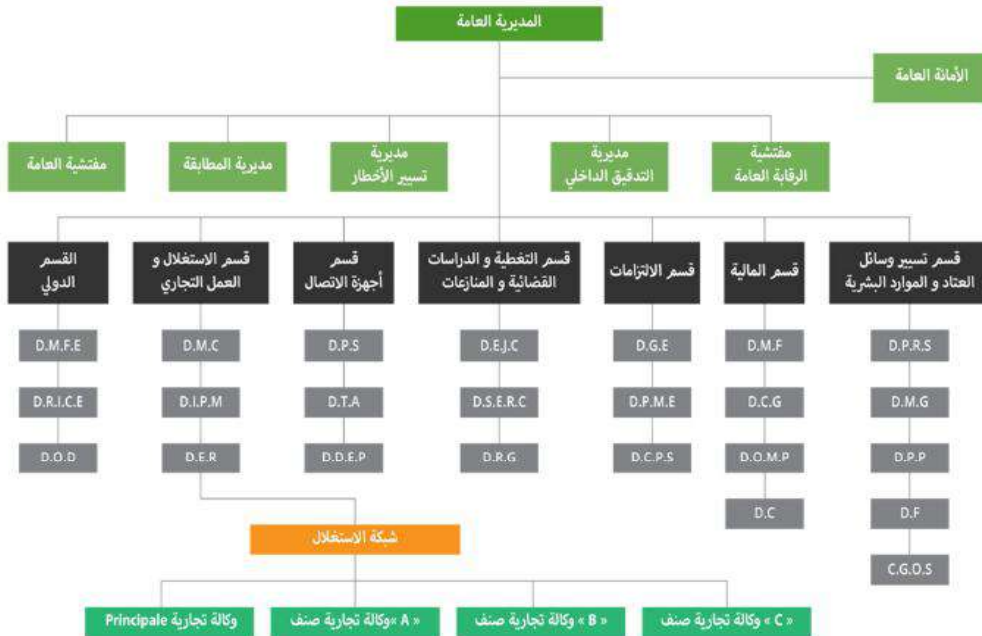 المديرية العامة
الأمانة العامة
مفتشية
الرقابة العامة
مديرية
التدقيق الداخلي
مديرية
تسيير الأخطار
مديرية المطابقة
مفتشية العامة
قسم تسيير وسائل
العتاد و الموارد البشرية
قسم المالية
قسم الالتزامات
قسم التغطية و الدراسات
القضائية و المنازعات
قسم
أجهزة الاتصال
قسم الاستغلال و
العمل التجاري
القسم
الدولي
D.P.R.S
D.M.G
D.P.P
D.F
C.G.O.S
D.M.F
D.C.G
D.O.M.P
D.C
D.G.E
D.P.M.E
D.C.P.S
D.E.J.C
D.S.E.R.C
D.R.G
D.P.S
D.T.A
D.D.E.P
D.M.C
D.I.P.M
D.E.R
D.M.F.E
D.R.I.C.E
D.O.D
شبكة الاستغلال
وكالة تجارية صنف « C »
وكالة تجارية صنف « B »
وكالة تجارية صنف« A »
وكالة تجارية Principale